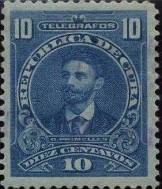 10 TELEGRAFOS 10
REPUBLICA DE CUBA
DIEZ CENTAVOS
10